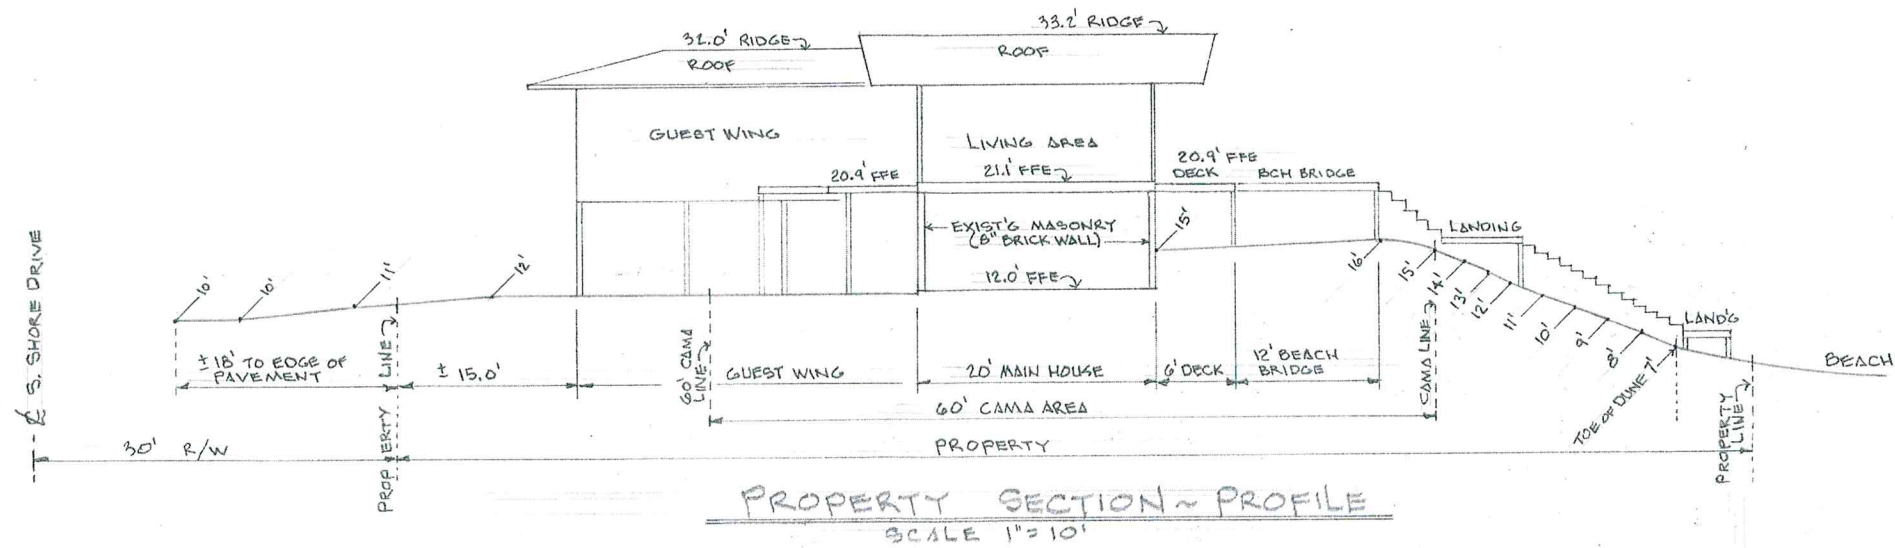 33.2' RIDGE
32.0' RIDGE
ROOF
ROOF
GUEST WING
LIVING AREA
20.9' FFE
DECK
21.1' FFE
20.9' FFE
BCH BRIDGE
EXIST'G MASONRY
(8" BRICK WALL)
15'
LANDING
12.0' FFE
10'
10'
11'
12'
16'
15'
14'
13'
12'
11'
10'
9'
8'
LAND'G
BEACH
TOE OF DUNE 7'
℄ S. SHORE DRIVE
± 18' TO EDGE OF
PAVEMENT
PROPERTY LINE
± 15.0'
60' CAMA
LINE
GUEST WING
20' MAIN HOUSE
6' DECK
12' BEACH
BRIDGE
CAMA LINE
60' CAMA AREA
PROPERTY
LINE
30' R/W
PROPERTY
PROPERTY SECTION ~ PROFILE
SCALE 1" = 10'